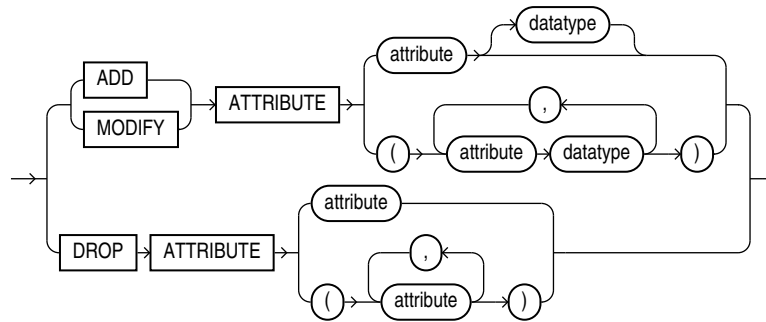 datatype
attribute
ADD
ATTRIBUTE
MODIFY
,
( attribute datatype )
attribute
DROP ATTRIBUTE
,
( attribute )